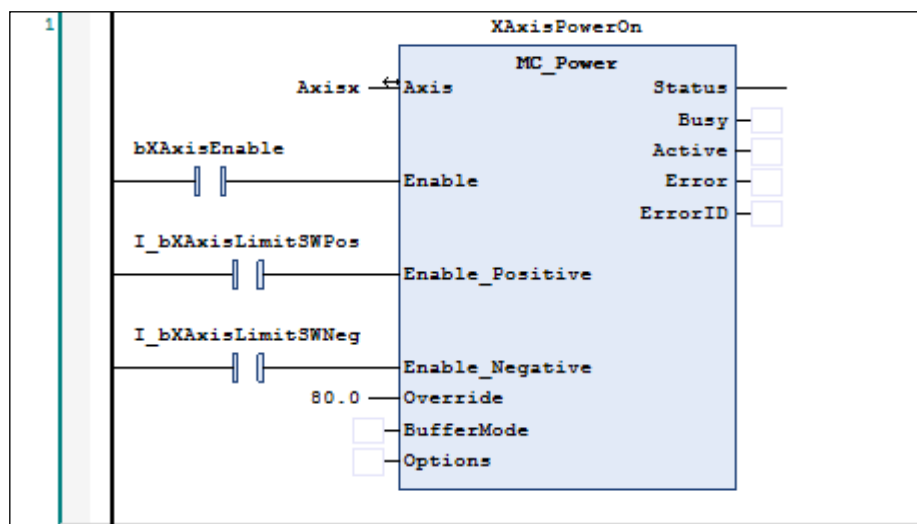 1
XAxisPowerOn
MC_Power
Axisx Axis Status
Busy
bXAxisEnable Active
Enable Error
ErrorID
I_bXAxisLimitSWPos
Enable_Positive
I_bXAxisLimitSWNeg
Enable_Negative
80.0 Override
BufferMode
Options